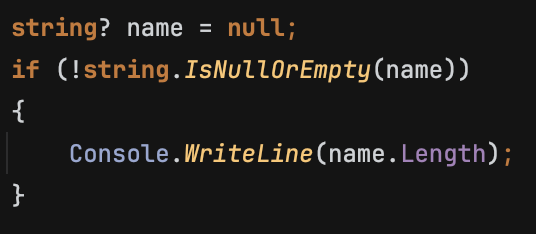 string? name = null;
if (!string.IsNullOrEmpty(name))
{
    Console.WriteLine(name.Length);
}